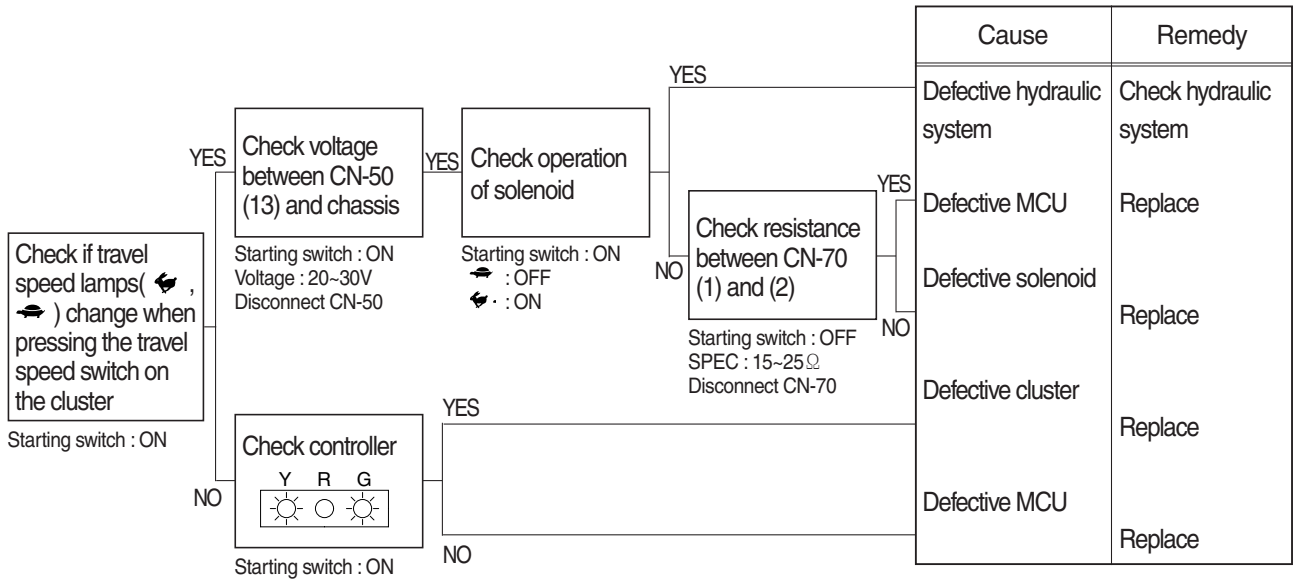 Cause
Remedy
YES
Defective hydraulic
system
Check hydraulic
system
YES
Check voltage
between CN-50
(13) and chassis
YES
Check operation
of solenoid
Starting switch : ON
Voltage : 20~30V
Disconnect CN-50
Starting switch : ON
: OFF
: ON
NO
Check resistance
between CN-70
(1) and (2)
YES
Defective MCU
Replace
Check if travel
speed lamps( ,
) change when
pressing the travel
speed switch on
the cluster
Starting switch : ON
Defective solenoid
Replace
NO
Starting switch : OFF
SPEC : 15~25Ω
Disconnect CN-70
Defective cluster
Replace
YES
Check controller
Y R G
NO
Starting switch : ON
NO
Defective MCU
Replace